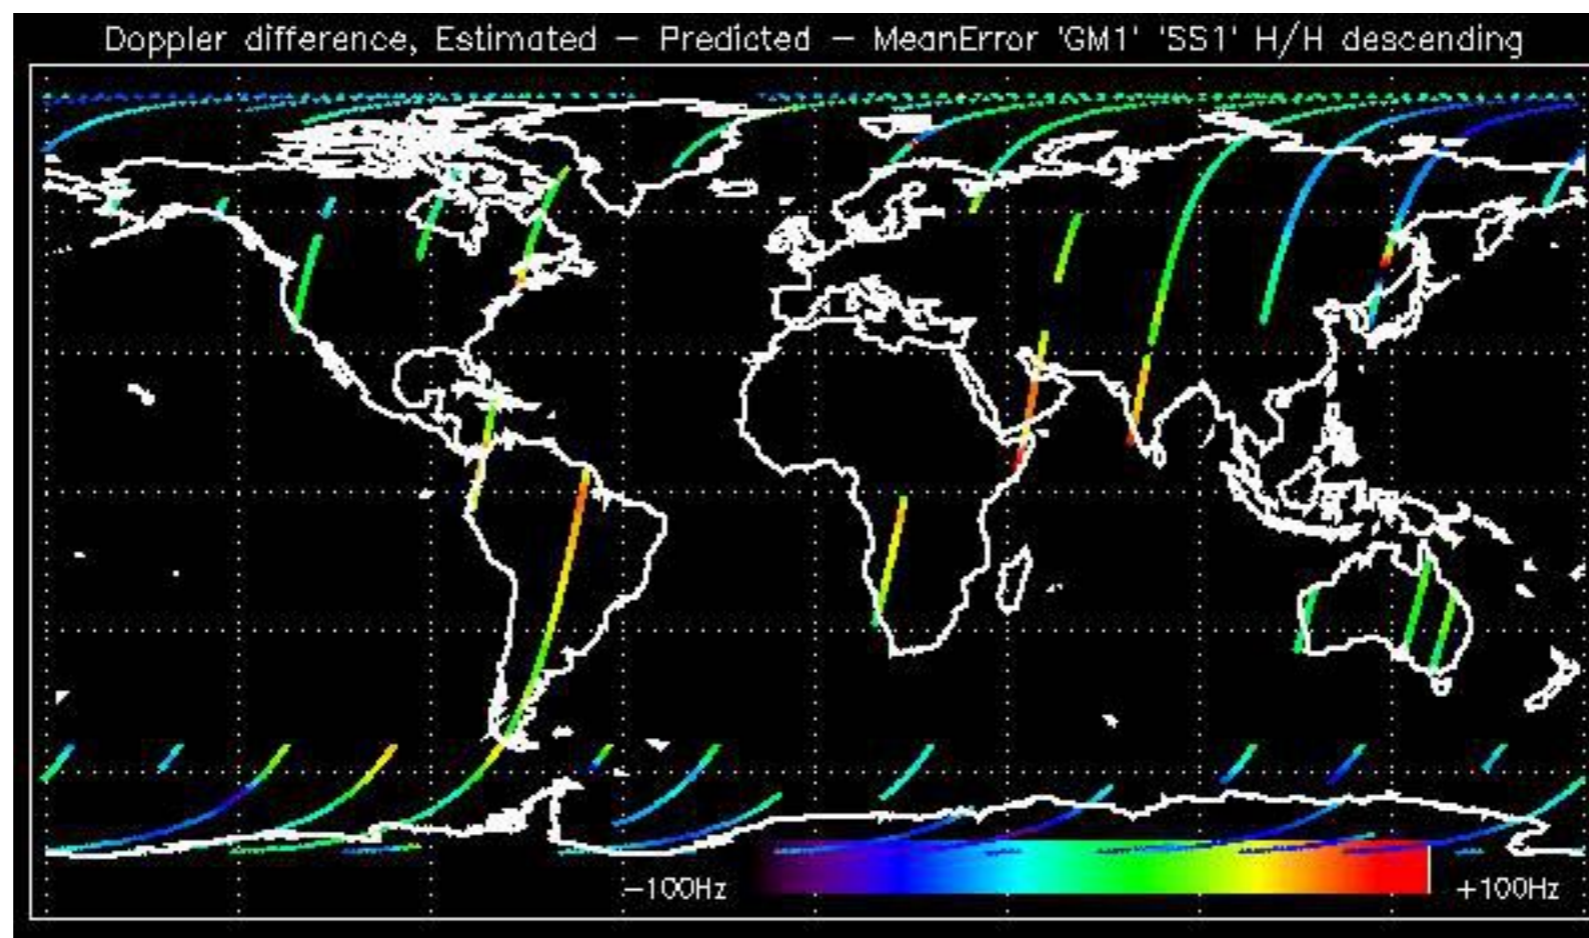 Doppler difference, Estimated – Predicted – MeanError 'GM1' 'SS1' H/H descending
-100Hz
+100Hz